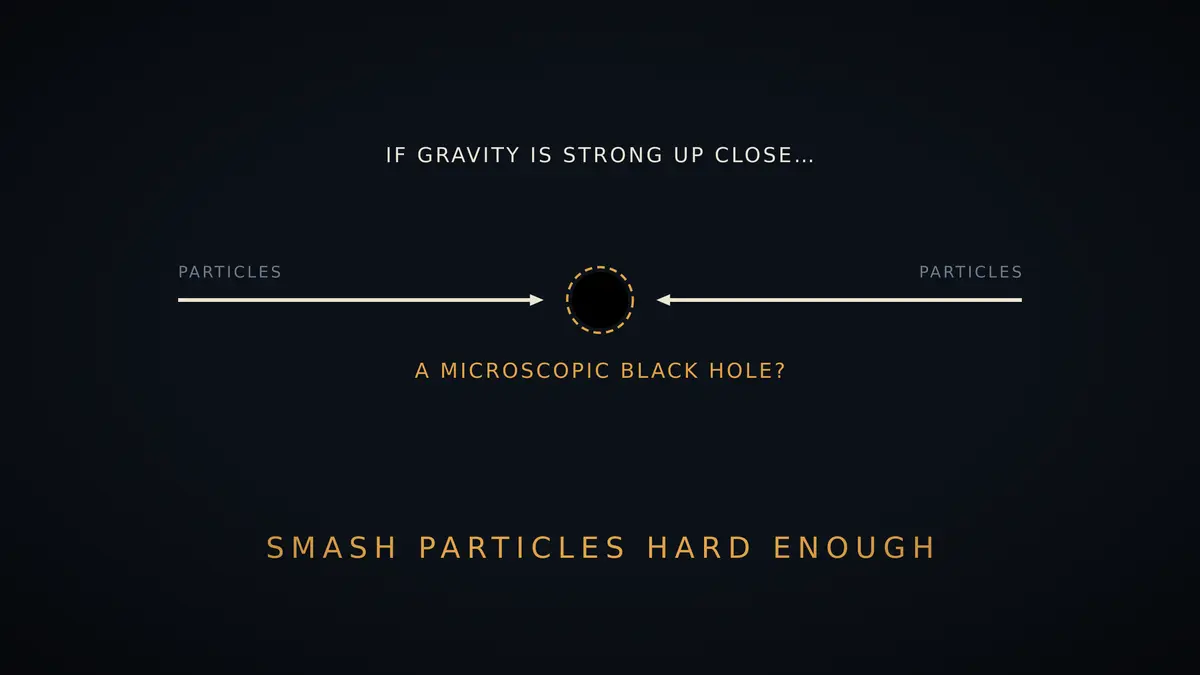 IF GRAVITY IS STRONG UP CLOSE…
PARTICLES
PARTICLES
A MICROSCOPIC BLACK HOLE?
SMASH PARTICLES HARD ENOUGH